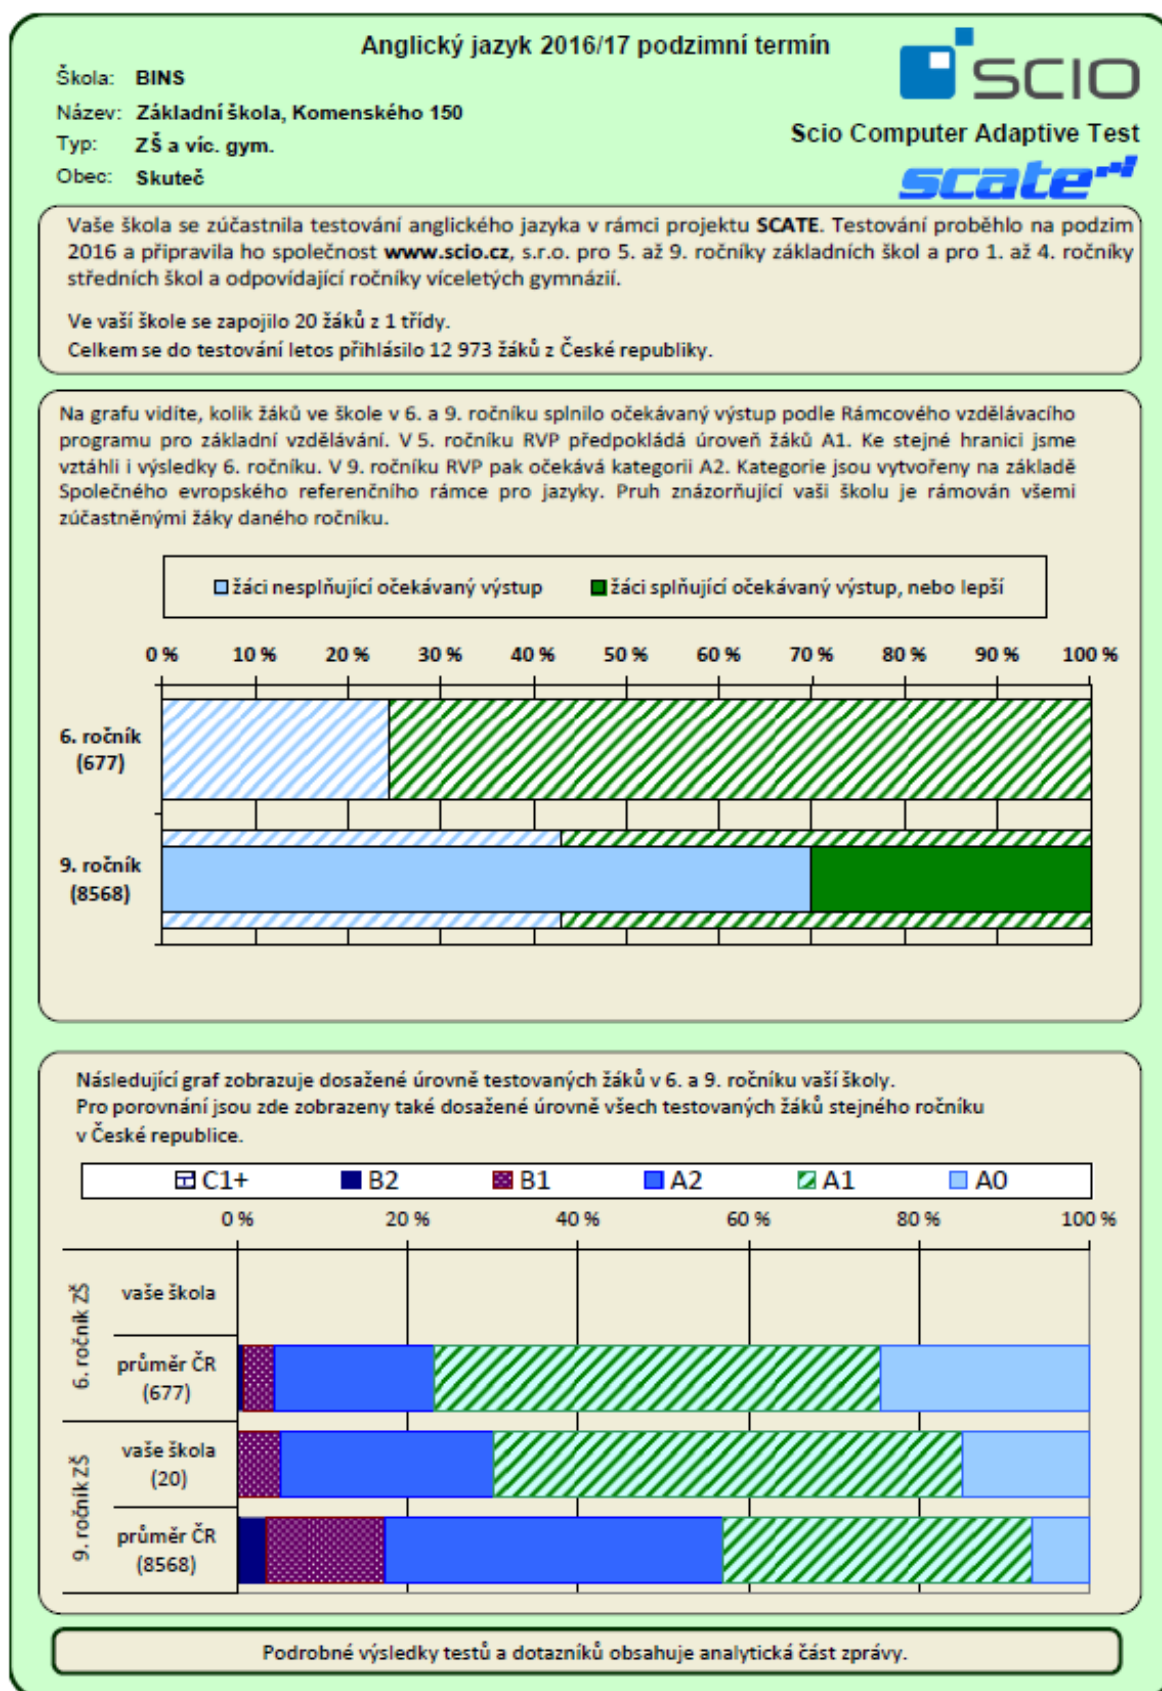 Anglický jazyk 2016/17 podzimní termín
SCIO
Škola: BINS
Název: Základní škola, Komenského 150
Typ: ZŠ a víc. gym.
Obec: Skuteč
Scio Computer Adaptive Test
scate
Vaše škola se zúčastnila testování anglického jazyka v rámci projektu SCATE. Testování proběhlo na podzim
2016 a připravila ho společnost www.scio.cz, s.r.o. pro 5. až 9. ročníky základních škol a pro 1. až 4. ročníky
středních škol a odpovídající ročníky víceletých gymnázií.
Ve vaší škole se zapojilo 20 žáků z 1 třídy.
Celkem se do testování letos přihlásilo 12 973 žáků z České republiky.
Na grafu vidíte, kolik žáků ve škole v 6. a 9. ročníku splnilo očekávaný výstup podle Rámcového vzdělávacího
programu pro základní vzdělávání. V 5. ročníku RVP předpokládá úroveň žáků A1. Ke stejné hranici jsme
vztáhli i výsledky 6. ročníku. V 9. ročníku RVP pak očekává kategorii A2. Kategorie jsou vytvořeny na základě
Společného evropského referenčního rámce pro jazyky. Pruh znázorňující vaši školu je rámován všemi
zúčastněnými žáky daného ročníku.
žáci nesplňující očekávaný výstup žáci splňující očekávaný výstup, nebo lepší
0 % 10 % 20 % 30 % 40 % 50 % 60 % 70 % 80 % 90 % 100 %
6. ročník
(677)
9. ročník
(8568)
Následující graf zobrazuje dosažené úrovně testovaných žáků v 6. a 9. ročníku vaší školy.
Pro porovnání jsou zde zobrazeny také dosažené úrovně všech testovaných žáků stejného ročníku
v České republice.
C1+ B2 B1 A2 A1 A0
0 % 20 % 40 % 60 % 80 % 100 %
6. ročník ZŠ
vaše škola
průměr ČR
(677)
9. ročník ZŠ
vaše škola
(20)
průměr ČR
(8568)
Podrobné výsledky testů a dotazníků obsahuje analytická část zprávy.